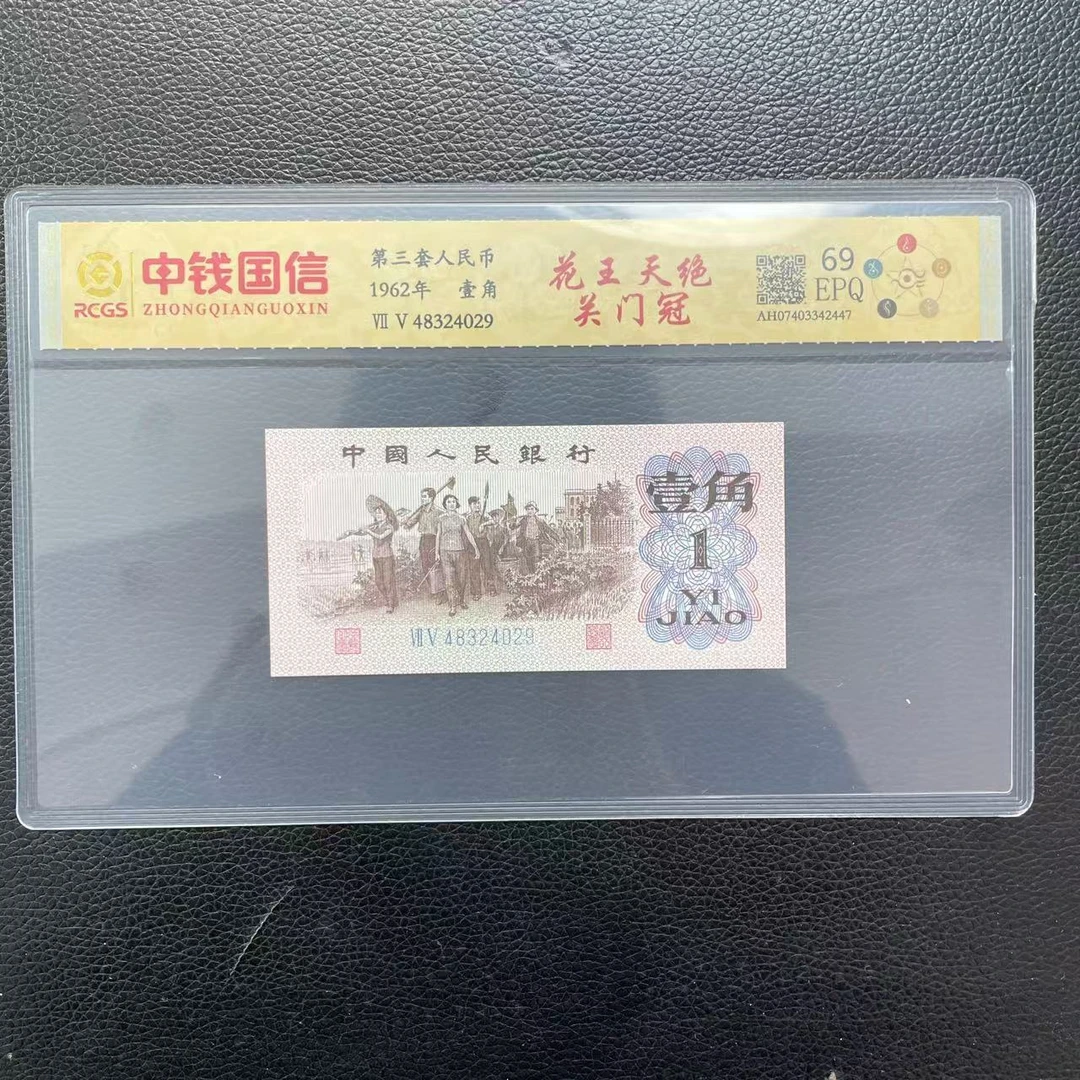 中钱国信
RCGS ZHONGQIANGUOXIN
第三套人民币
1962年 壹角
Ⅶ Ⅴ 48324029
花王天绝
关门冠
69
EPQ
AH07403342447
中國人民銀行
壹角
1
YI
JIAO
ⅦⅤ 48324029